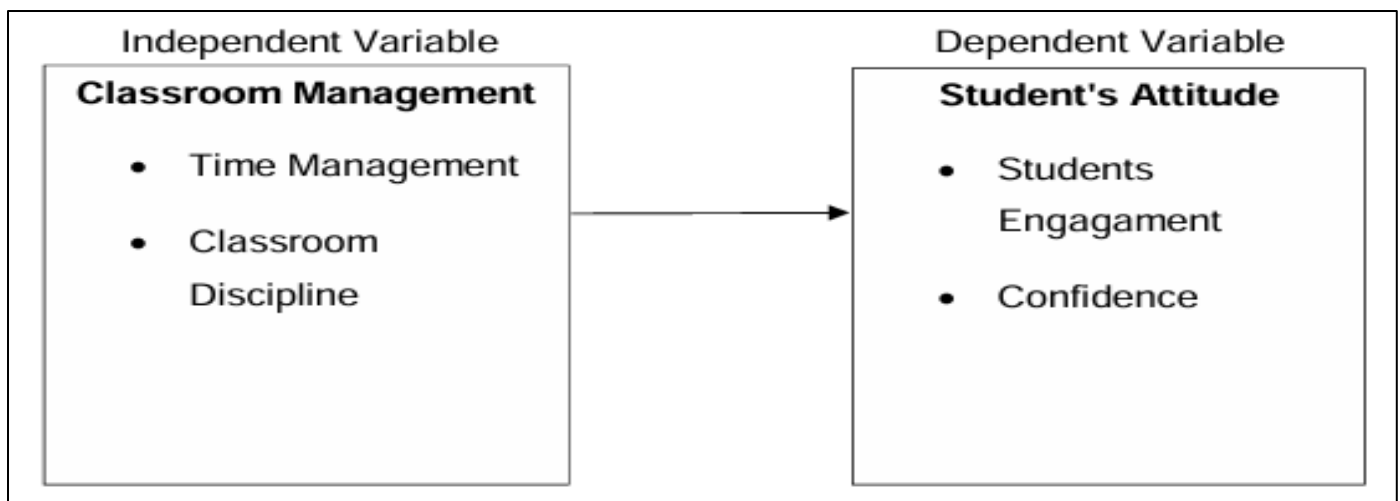 Independent Variable
Classroom Management
• Time Management
• Classroom
Discipline
Dependent Variable
Student's Attitude
• Students
Engagament
• Confidence